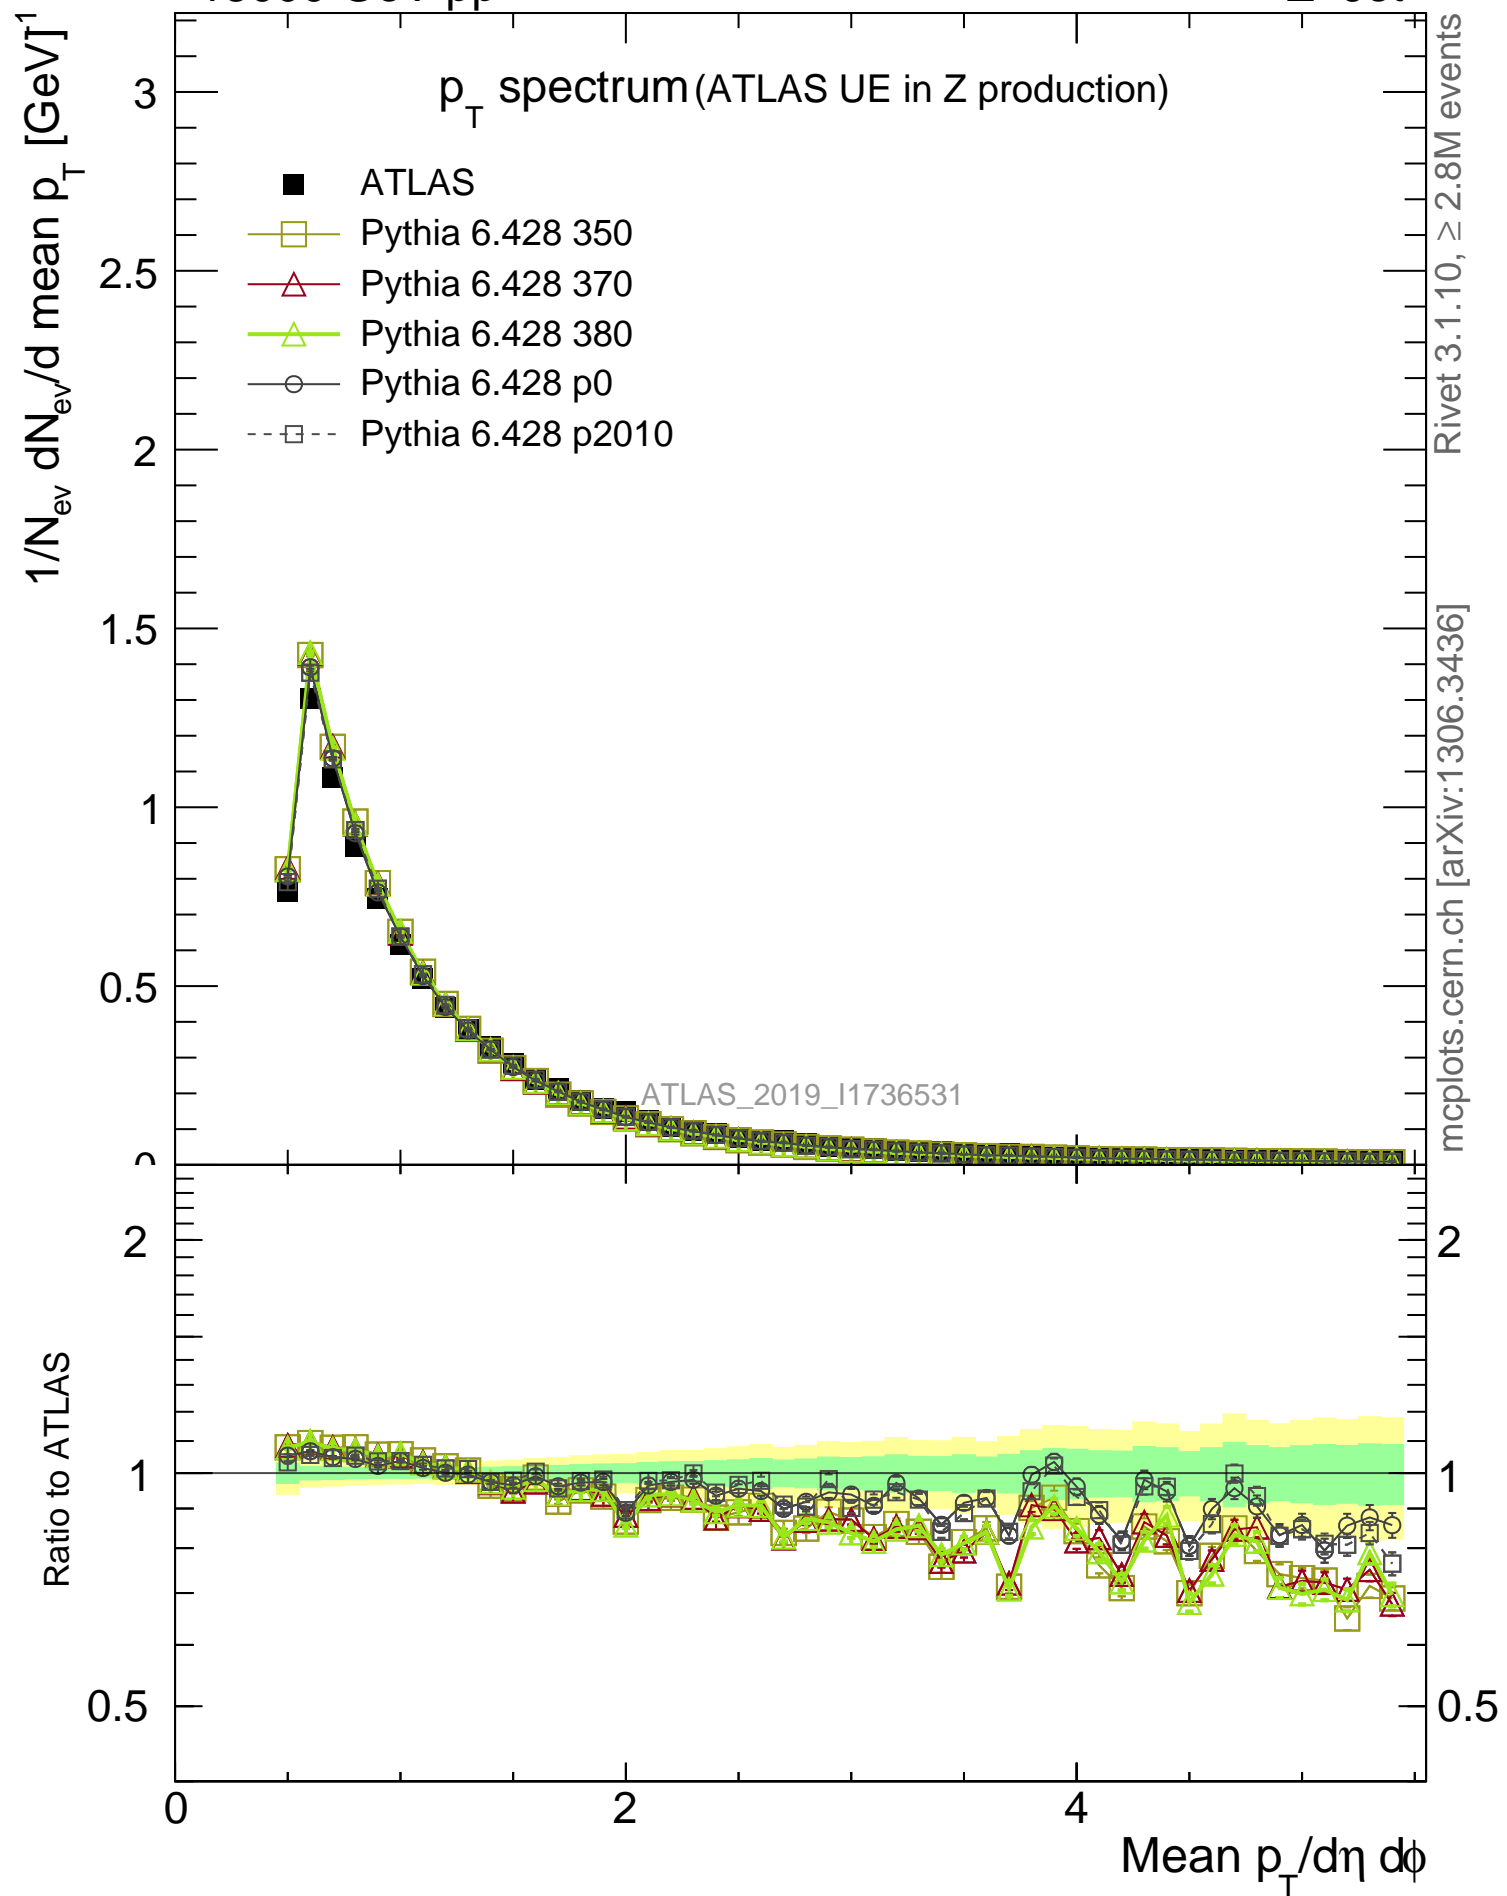 1/N_ev dN_ev/d mean p_T [GeV]^-1
p_T spectrum (ATLAS UE in Z production)
ATLAS
Pythia 6.428 350
Pythia 6.428 370
Pythia 6.428 380
Pythia 6.428 p0
Pythia 6.428 p2010
3
2.5
2
1.5
1
0.5
0
ATLAS_2019_I1736531
Rivet 3.1.10, ≥ 2.8M events
mcplots.cern.ch [arXiv:1306.3436]
Ratio to ATLAS
2
1
0.5
2
1
0.5
0
2
4
Mean p_T/dη dϕ